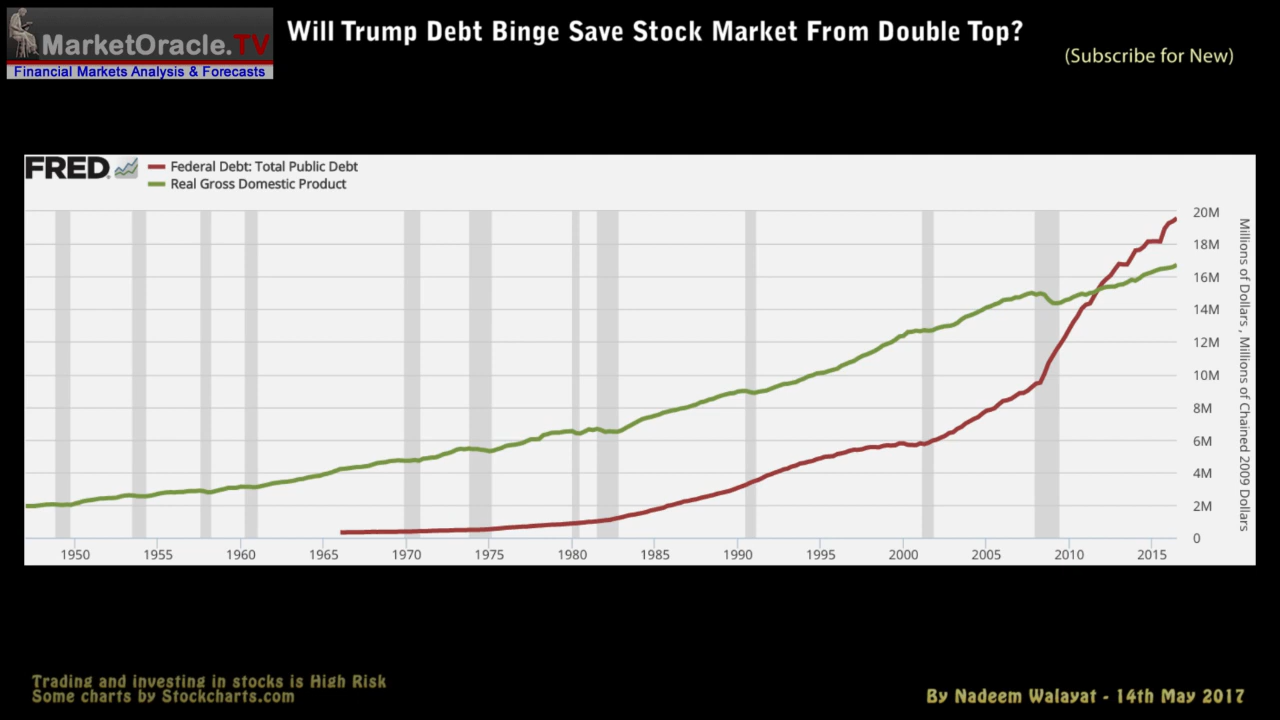 MarketOracle.TV
Financial Markets Analysis & Forecasts
Will Trump Debt Binge Save Stock Market From Double Top?
(Subscribe for New)
FRED
Federal Debt: Total Public Debt
Real Gross Domestic Product
20M
18M
16M
14M
12M
10M
8M
6M
4M
2M
0
Millions of Dollars , Millions of Chained 2009 Dollars
1950 1955 1960 1965 1970 1975 1980 1985 1990 1995 2000 2005 2010 2015
Trading and investing in stocks is High Risk
Some charts by Stockcharts.com
By Nadeem Walayat - 14th May 2017